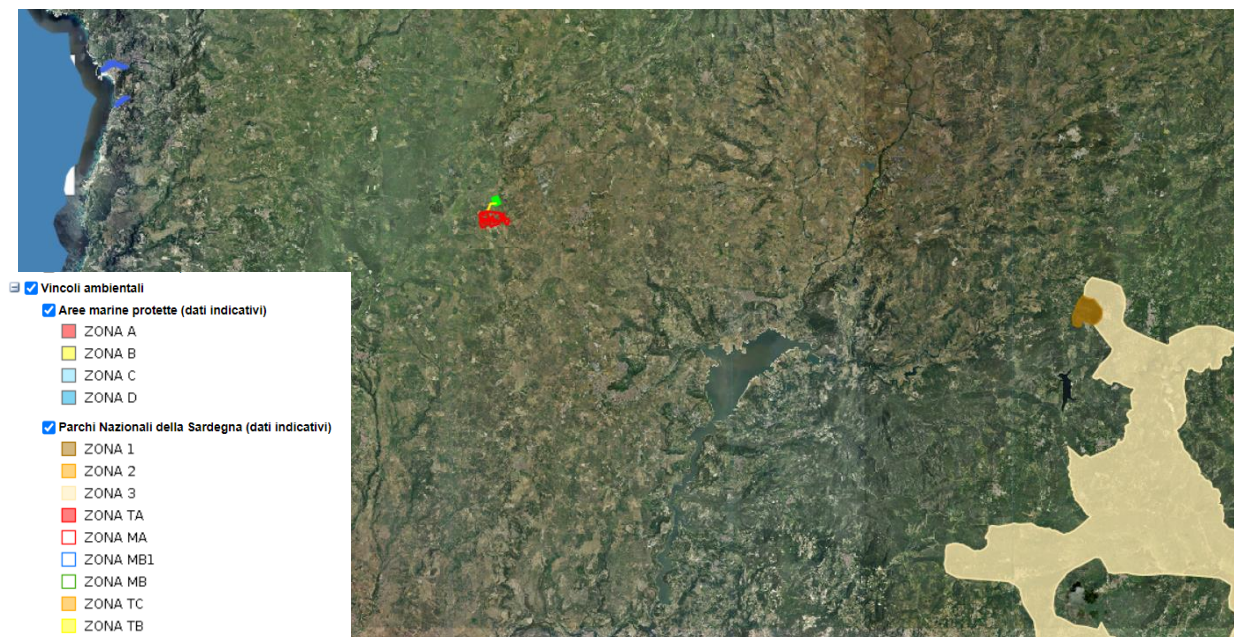 Vincoli ambientali
Aree marine protette (dati indicativi)
ZONA A
ZONA B
ZONA C
ZONA D
Parchi Nazionali della Sardegna (dati indicativi)
ZONA 1
ZONA 2
ZONA 3
ZONA TA
ZONA MA
ZONA MB1
ZONA MB
ZONA TC
ZONA TB